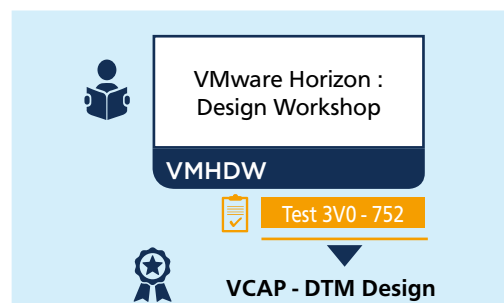 VMware Horizon :
Design Workshop
VMHDW
Test 3V0 - 752
VCAP - DTM Design